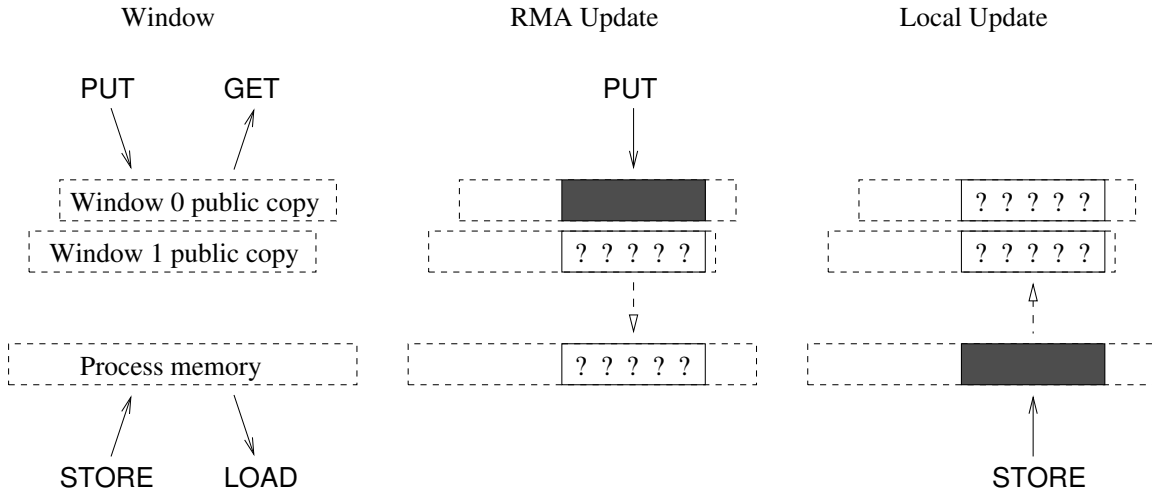 Window RMA Update Local Update
PUT GET PUT
Window 0 public copy ? ? ? ? ?
Window 1 public copy ? ? ? ? ? ? ? ? ? ?
Process memory ? ? ? ? ?
STORE LOAD STORE